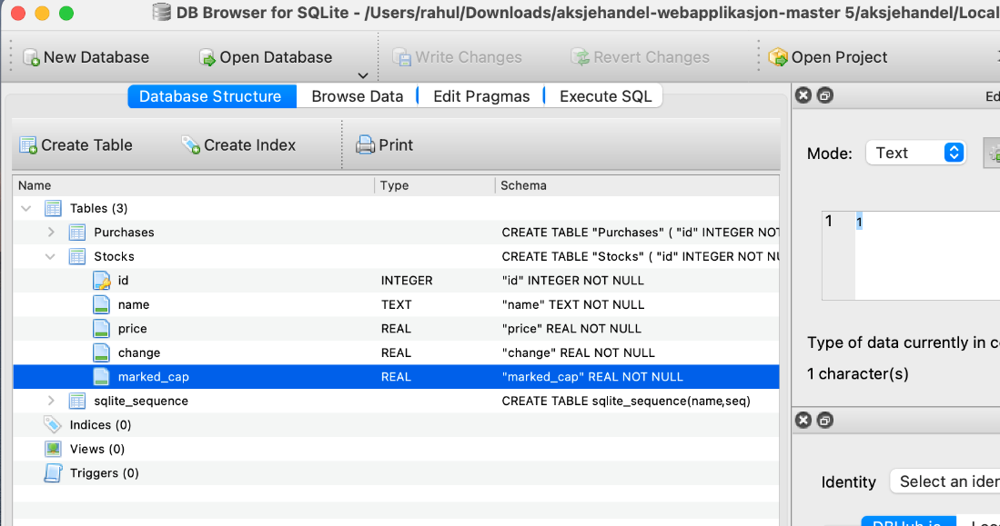 DB Browser for SQLite - /Users/rahul/Downloads/aksjehandel-webapplikasjon-master 5/aksjehandel/Local
New Database Open Database Write Changes Revert Changes Open Project
Database Structure Browse Data Edit Pragmas Execute SQL
Create Table Create Index Print
Name Type Schema
Tables (3)
Purchases CREATE TABLE "Purchases" ( "id" INTEGER NOT
Stocks CREATE TABLE "Stocks" ( "id" INTEGER NOT NU
id INTEGER "id" INTEGER NOT NULL
name TEXT "name" TEXT NOT NULL
price REAL "price" REAL NOT NULL
change REAL "change" REAL NOT NULL
marked_cap REAL "marked_cap" REAL NOT NULL
sqlite_sequence CREATE TABLE sqlite_sequence(name,seq)
Indices (0)
Views (0)
Triggers (0)
Ed
Mode: Text
1 1
Type of data currently in c
1 character(s)
Identity Select an iden
DBHub.io Loc